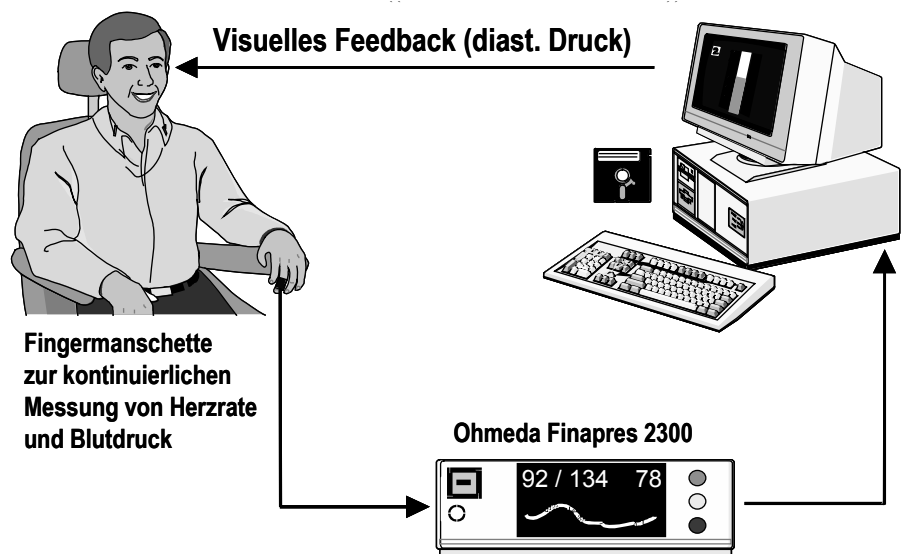 Visuelles Feedback (diast. Druck)
Fingermanschette
zur kontinuierlichen
Messung von Herzrate
und Blutdruck
Ohmeda Finapres 2300
92 / 134 78